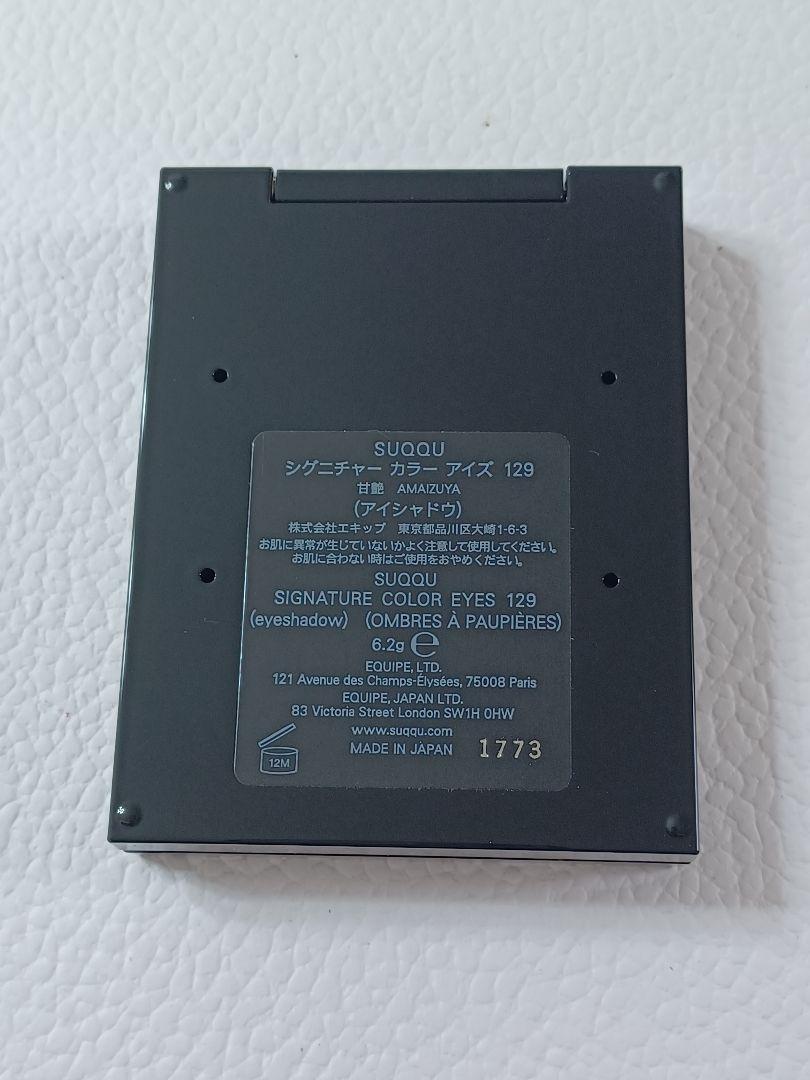 SUQQU
シグニチャー カラー アイズ 129
甘艶 AMAIZUYA
(アイシャドウ)
株式会社エキップ 東京都品川区大崎1-6-3
お肌に異常が生じていないかよく注意して使用してください。
お肌に合わない時はご使用をおやめください。
SUQQU
SIGNATURE COLOR EYES 129
(eyeshadow) (OMBRES À PAUPIÈRES)
6.2g ℮
EQUIPE, LTD.
121 Avenue des Champs-Élysées, 75008 Paris
EQUIPE, JAPAN LTD.
83 Victoria Street London SW1H 0HW
www.suqqu.com
MADE IN JAPAN 1773
12M